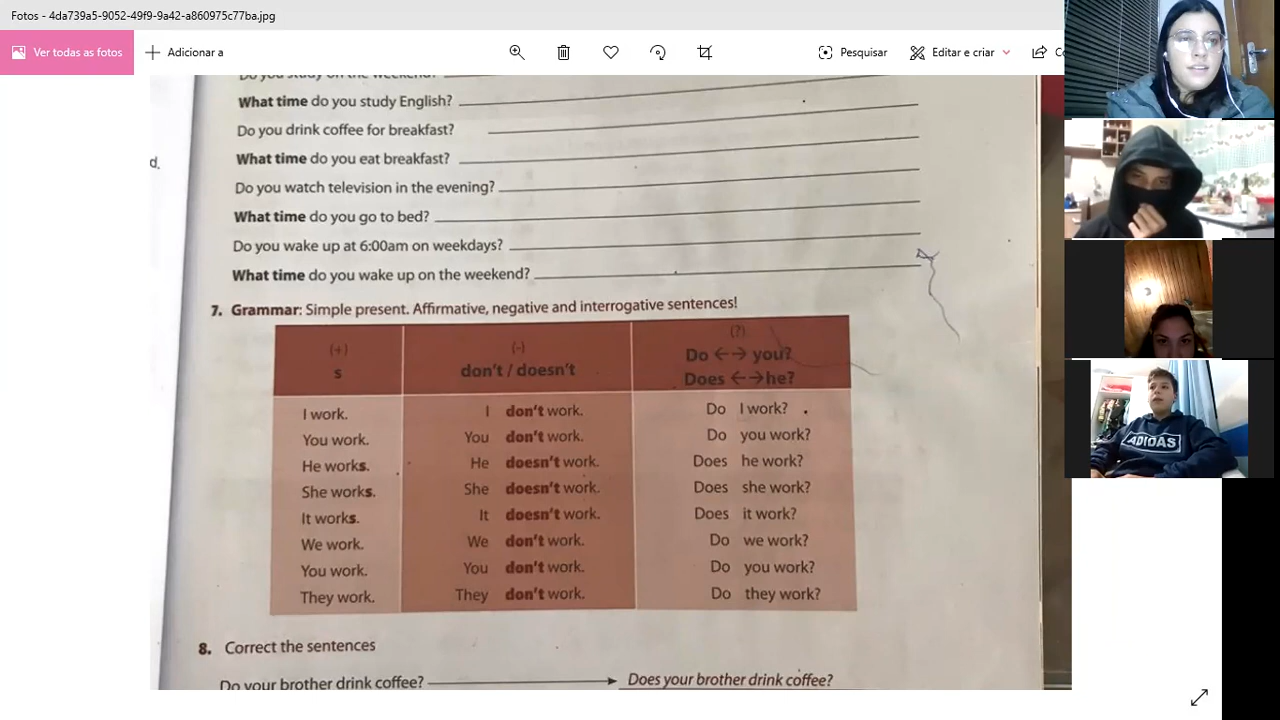 Fotos - 4da739a5-9052-49f9-9a42-a860975c77ba.jpg
Ver todas as fotos
Adicionar a
Pesquisar
Editar e criar
Do you study on the weekend?
What time do you study English?
Do you drink coffee for breakfast?
d.
What time do you eat breakfast?
Do you watch television in the evening?
What time do you go to bed?
Do you wake up at 6:00am on weekdays?
What time do you wake up on the weekend?
7. Grammar: Simple present. Affirmative, negative and interrogative sentences!
(+) (-) (?)
s don't / doesn't Do ←→ you?
Does ←→he?
I work. I don't work. Do I work?
You work. You don't work. Do you work?
He works. He doesn't work. Does he work?
She works. She doesn't work. Does she work?
It works. It doesn't work. Does it work?
We work. We don't work. Do we work?
You work. You don't work. Do you work?
They work. They don't work. Do they work?
8. Correct the sentences
Do your brother drink coffee? Does your brother drink coffee?
ADIDAS